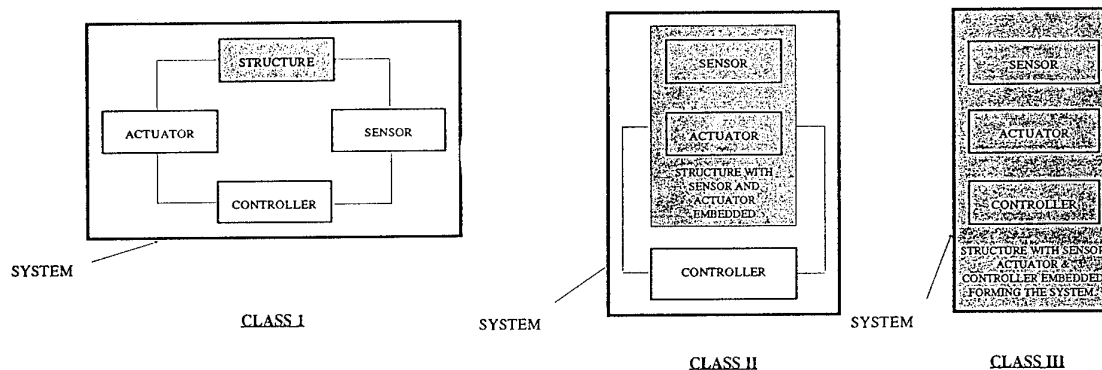 STRUCTURE
ACTUATOR
SENSOR
CONTROLLER
SYSTEM
CLASS 1
SENSOR
ACTUATOR
STRUCTURE WITH
SENSOR AND
ACTUATOR
EMBEDDED
CONTROLLER
SYSTEM
CLASS II
SENSOR
ACTUATOR
CONTROLLER
STRUCTURE WITH SENSOR
ACTUATOR &
CONTROLLER EMBEDDED
FORMING THE SYSTEM.
SYSTEM
CLASS III